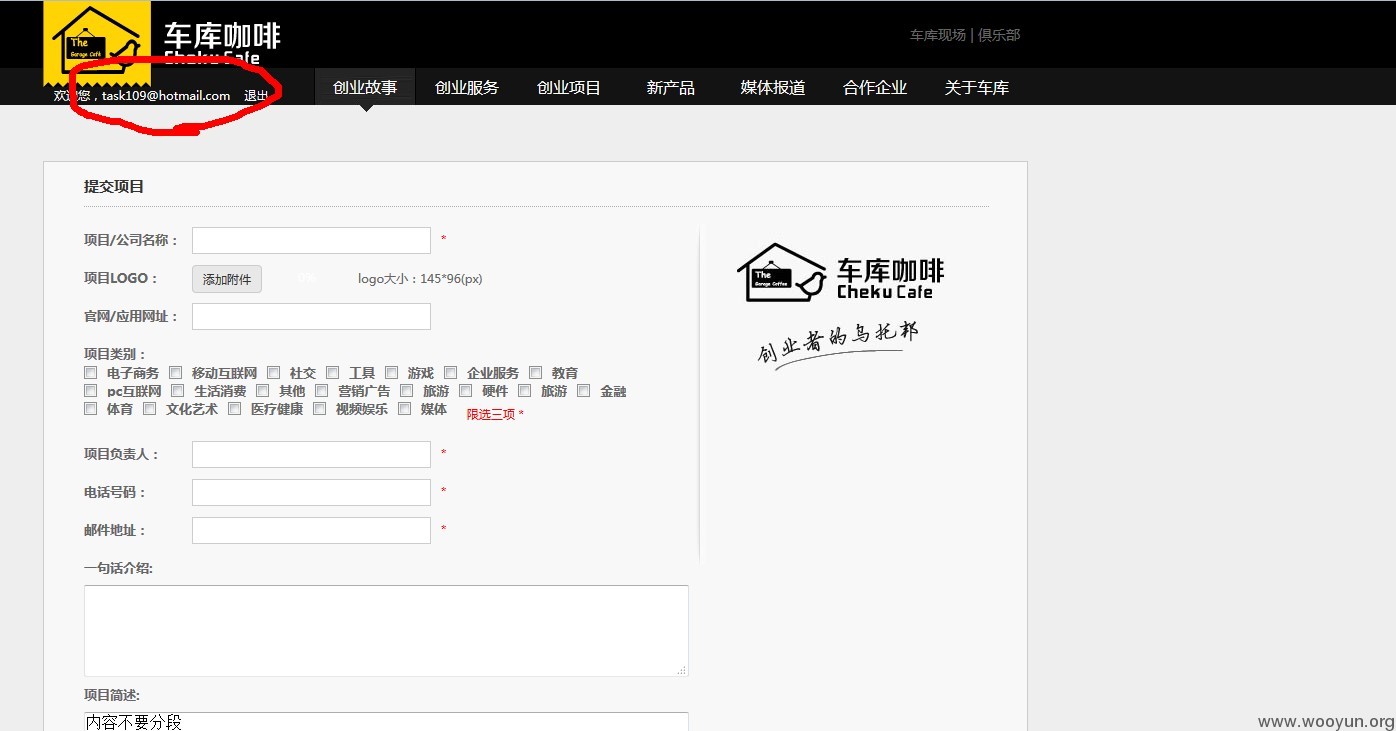 The
Garage Café
车库咖啡
Cheku Cafe
车库现场 | 俱乐部
欢迎您，task109@hotmail.com 退出
创业故事 创业服务 创业项目 新产品 媒体报道 合作企业 关于车库
提交项目
项目/公司名称： *
项目LOGO： 添加附件 0% logo大小：145*96(px)
官网/应用网址：
The
Garage Coffee
车库咖啡
Cheku Cafe
创业者的乌托邦
项目类别：
电子商务 移动互联网 社交 工具 游戏 企业服务 教育
pc互联网 生活消费 其他 营销广告 旅游 硬件 旅游 金融
体育 文化艺术 医疗健康 视频娱乐 媒体 限选三项 *
项目负责人： *
电话号码： *
邮件地址： *
一句话介绍:
项目简述:
内容不要分段
www.wooyun.org